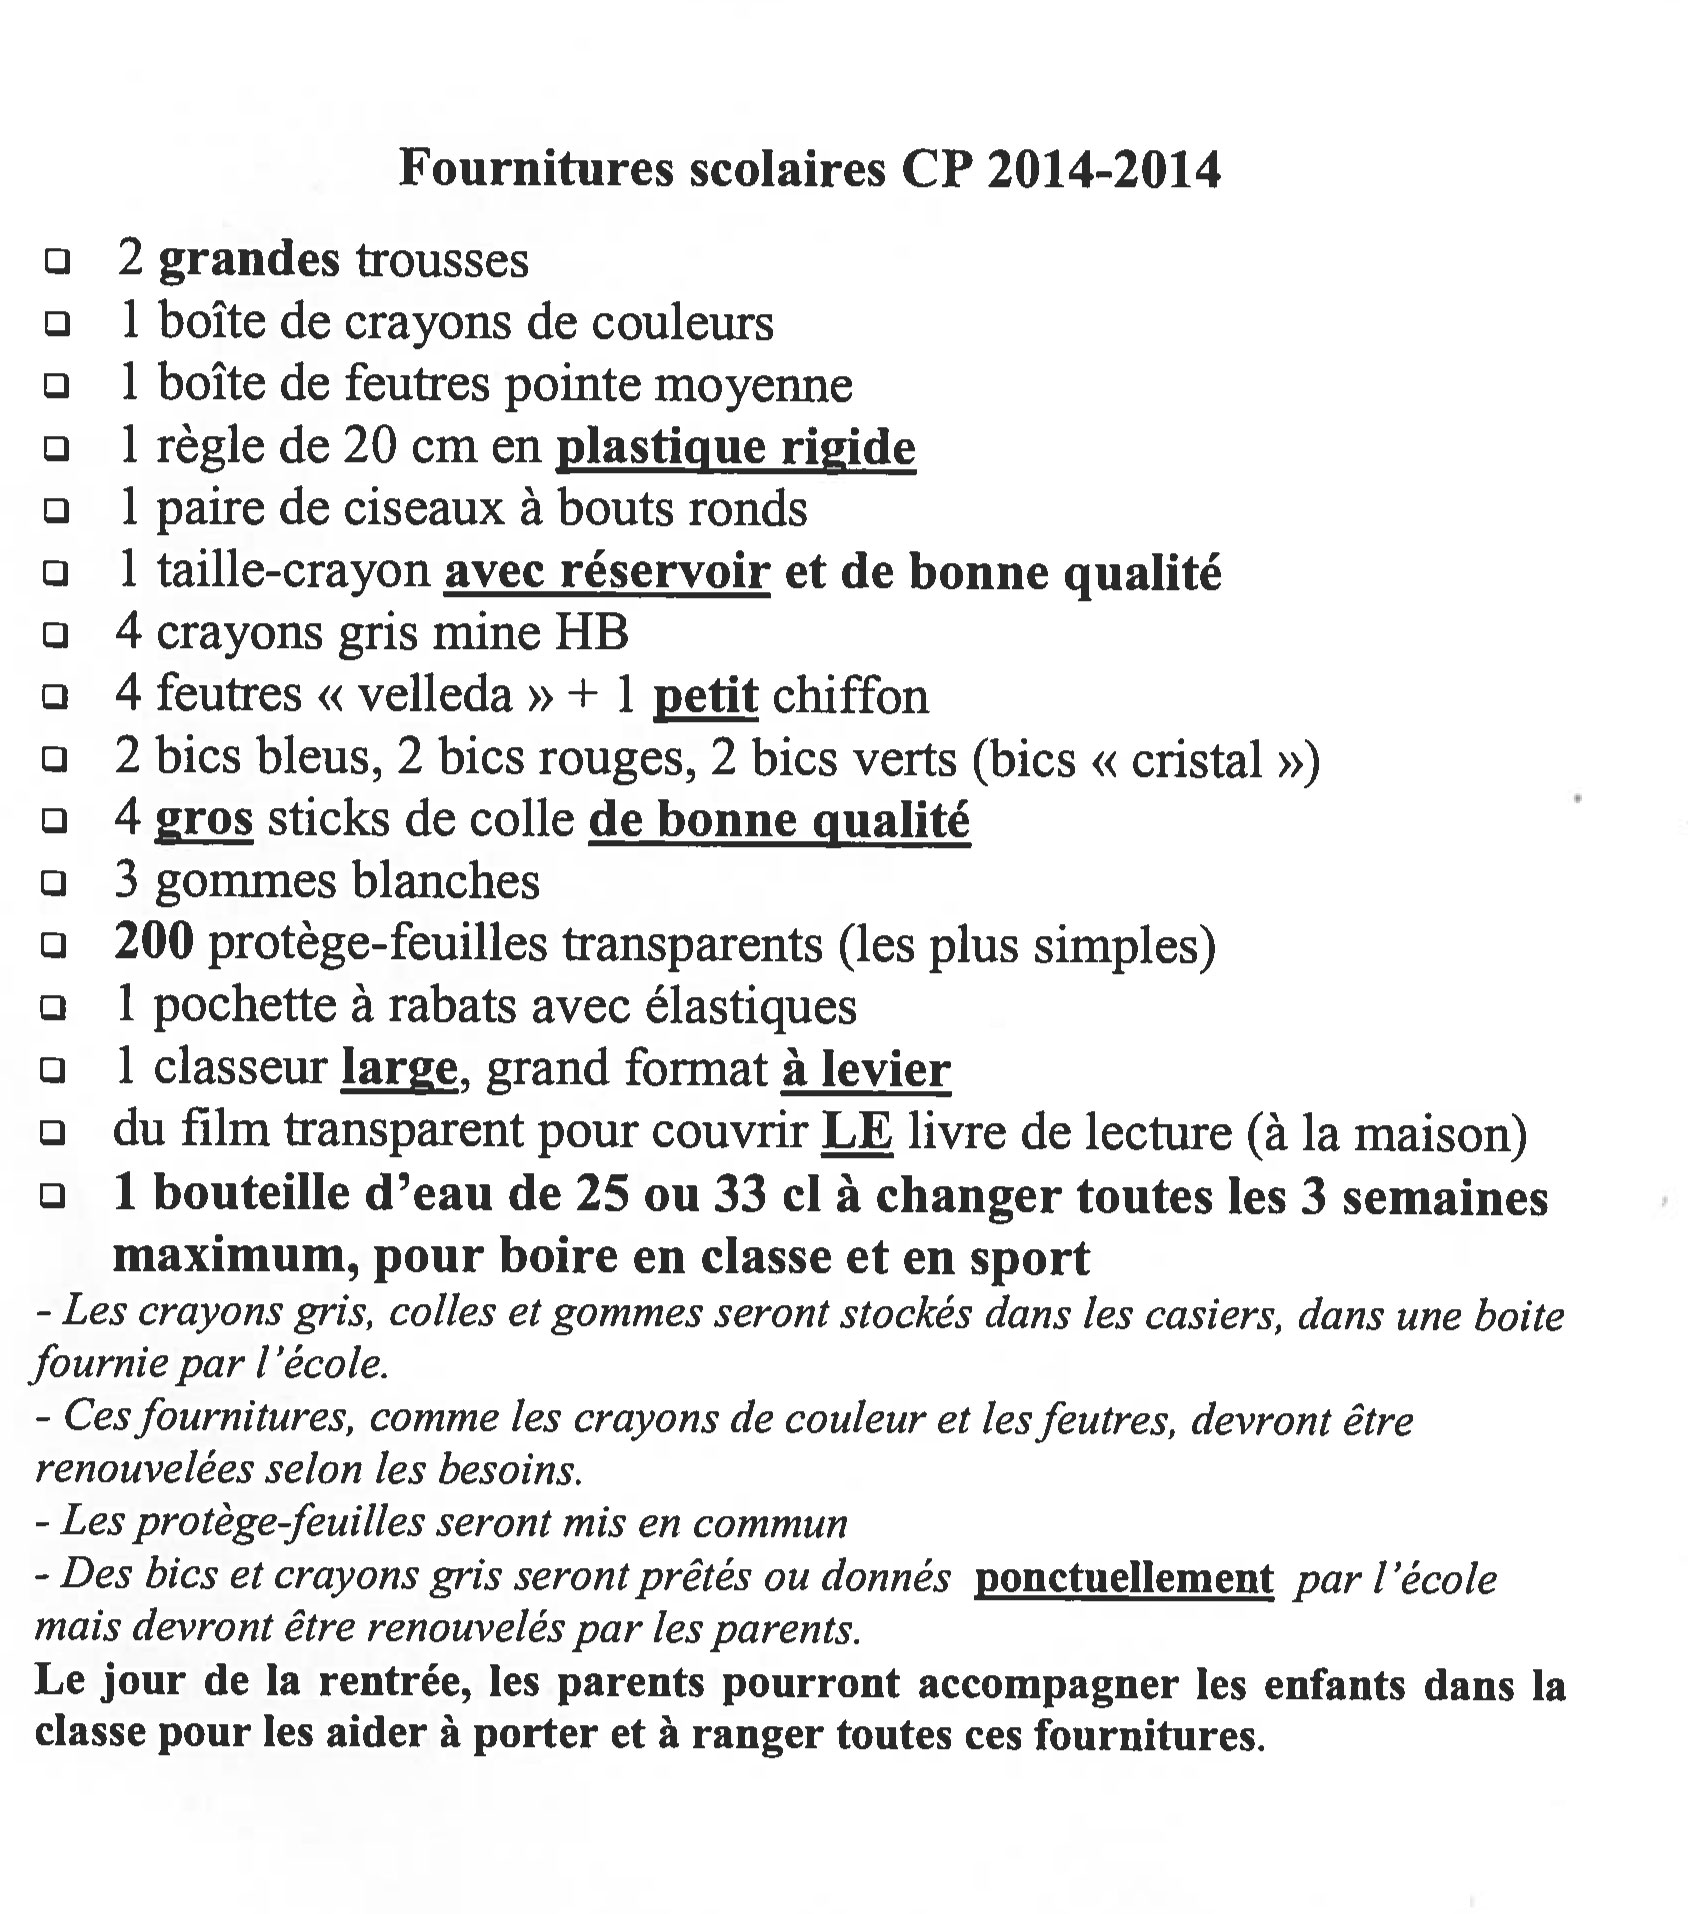 Fournitures scolaires CP 2014-2014
❑ 2 grandes trousses
❑ 1 boîte de crayons de couleurs
❑ 1 boîte de feutres pointe moyenne
❑ 1 règle de 20 cm en plastique rigide
❑ 1 paire de ciseaux à bouts ronds
❑ 1 taille-crayon avec réservoir et de bonne qualité
❑ 4 crayons gris mine HB
❑ 4 feutres « velleda » + 1 petit chiffon
❑ 2 bics bleus, 2 bics rouges, 2 bics verts (bics « cristal »)
❑ 4 gros sticks de colle de bonne qualité
❑ 3 gommes blanches
❑ 200 protège-feuilles transparents (les plus simples)
❑ 1 pochette à rabats avec élastiques
❑ 1 classeur large, grand format à levier
❑ du film transparent pour couvrir LE livre de lecture (à la maison)
❑ 1 bouteille d’eau de 25 ou 33 cl à changer toutes les 3 semaines
maximum, pour boire en classe et en sport
- Les crayons gris, colles et gommes seront stockés dans les casiers, dans une boite
fournie par l’école.
- Ces fournitures, comme les crayons de couleur et les feutres, devront être
renouvelées selon les besoins.
- Les protège-feuilles seront mis en commun
- Des bics et crayons gris seront prêtés ou donnés ponctuellement par l’école
mais devront être renouvelés par les parents.
Le jour de la rentrée, les parents pourront accompagner les enfants dans la
classe pour les aider à porter et à ranger toutes ces fournitures.